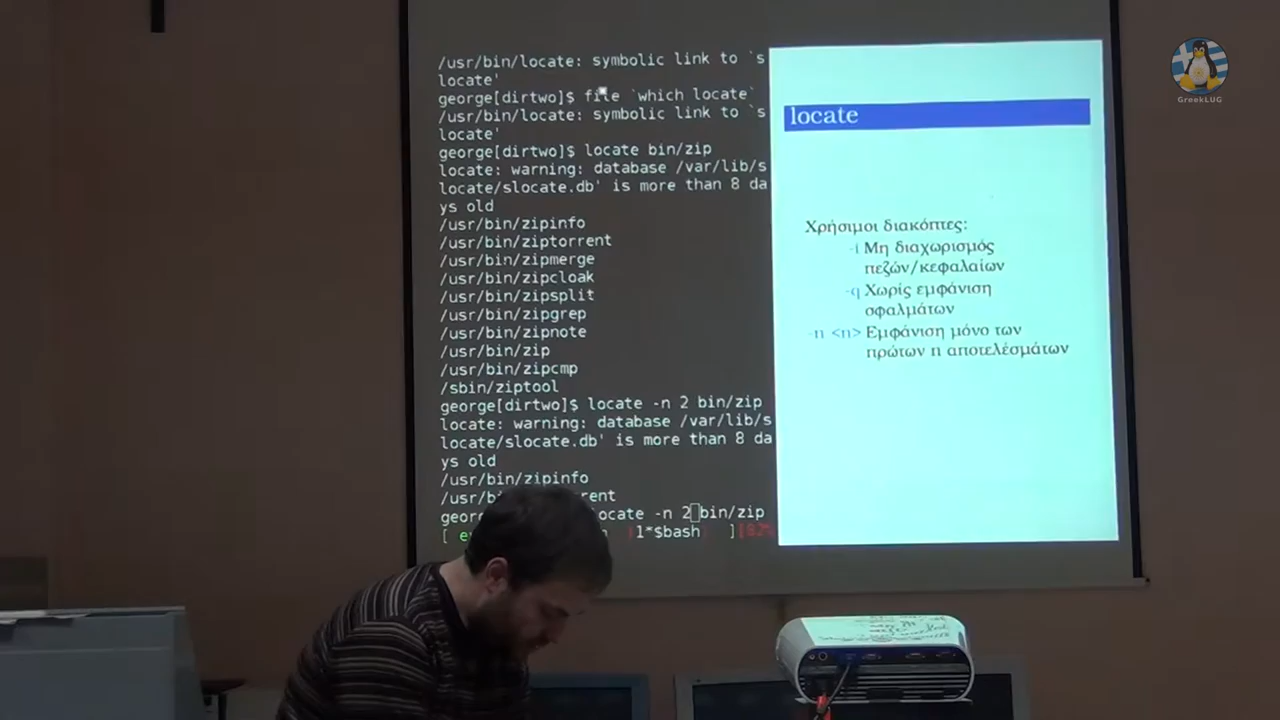 /usr/bin/locate: symbolic link to `s
locate'
george[dirtwo]$ file `which locate`
/usr/bin/locate: symbolic link to `s
locate'
george[dirtwo]$ locate bin/zip
locate: warning: database /var/lib/s
locate/slocate.db' is more than 8 da
ys old
/usr/bin/zipinfo
/usr/bin/ziptorrent
/usr/bin/zipmerge
/usr/bin/zipcloak
/usr/bin/zipsplit
/usr/bin/zipgrep
/usr/bin/zipnote
/usr/bin/zip
/usr/bin/zipcmp
/sbin/ziptool
george[dirtwo]$ locate -n 2 bin/zip
locate: warning: database /var/lib/s
locate/slocate.db' is more than 8 da
ys old
/usr/bin/zipinfo
-n 2 bin/zip
1*$bash ]
locate
Χρήσιμοι διακόπτες:
-i Μη διαχωρισμός
πεζών/κεφαλαίων
-q Χωρίς εμφάνιση
σφαλμάτων
-n <n> Εμφάνιση μόνο των
πρώτων n αποτελέσμάτων
GreekLUG